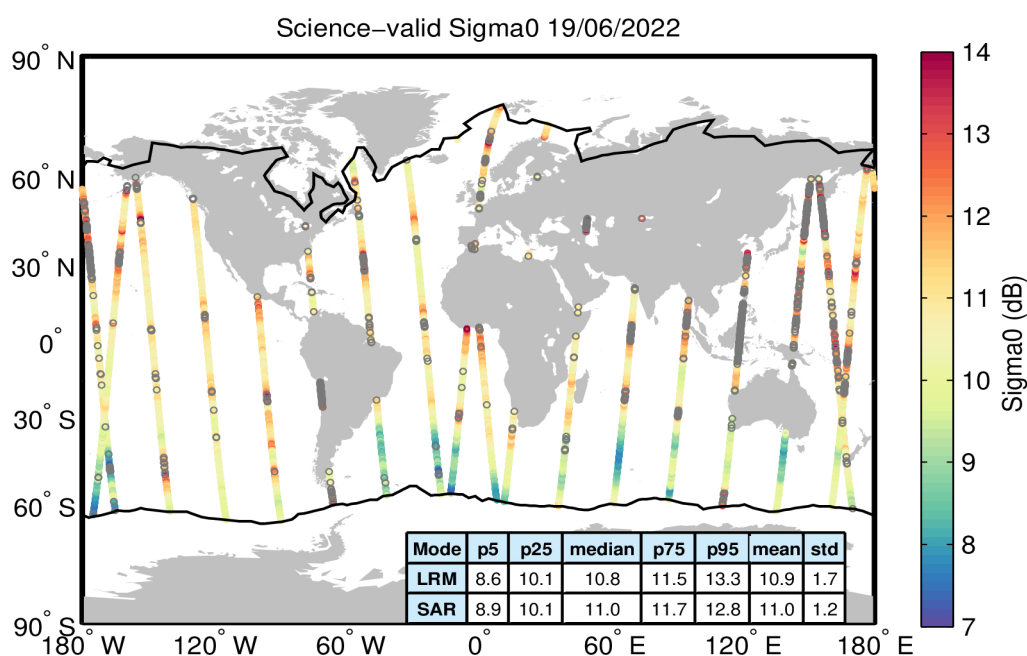 Science−valid Sigma0 19/06/2022
90° N
60° N
30° N
0°
30° S
60° S
90° S
180° W
120° W
60° W
0°
60° E
120° E
180° E
14
13
12
11
10
9
8
7
Sigma0 (dB)
Mode p5 p25 median p75 p95 mean std
LRM 8.6 10.1 10.8 11.5 13.3 10.9 1.7
SAR 8.9 10.1 11.0 11.7 12.8 11.0 1.2